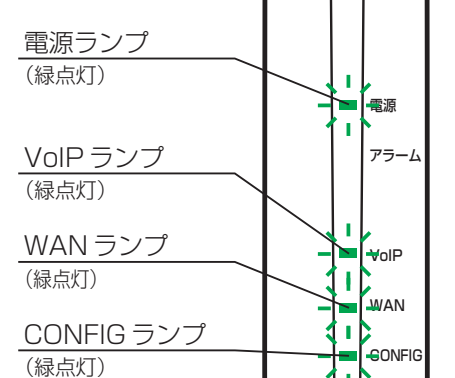 電源ランプ
（緑点灯）
電源
アラーム
VoIP ランプ
（緑点灯）
VoIP
WAN ランプ
（緑点灯）
WAN
CONFIG ランプ
（緑点灯）
CONFIG